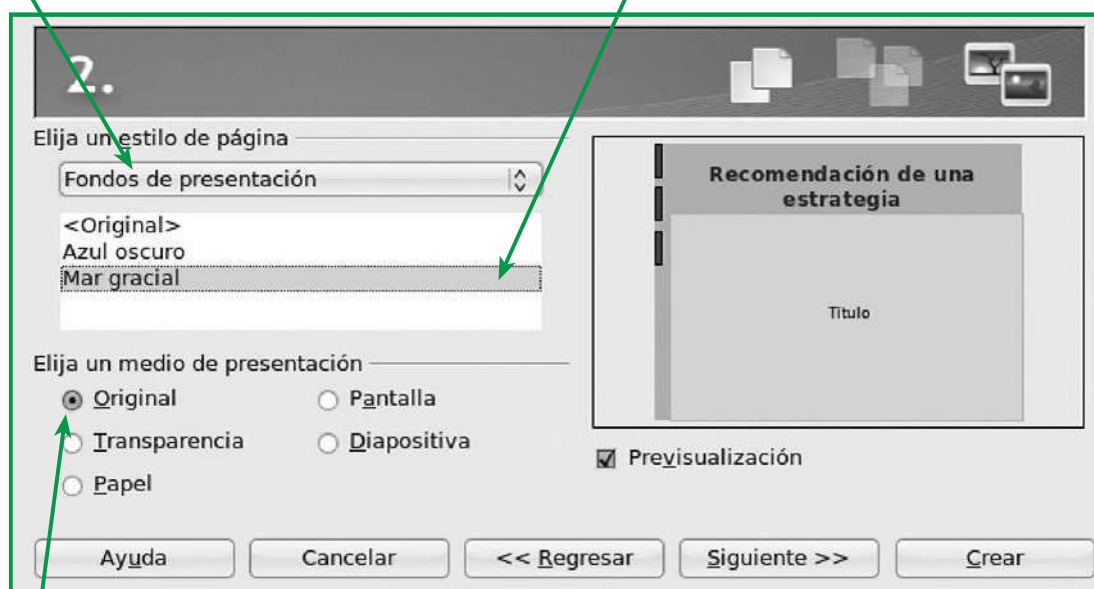 2.
Elija un estilo de página
Fondos de presentación
<Original>
Azul oscuro
Mar gracial
Elija un medio de presentación
Original
Pantalla
Transparencia
Diapositiva
Papel
Recomendación de una
estrategia
Titulo
Previsualización
Ayuda
Cancelar
<< Regresar
Siguiente >>
Crear